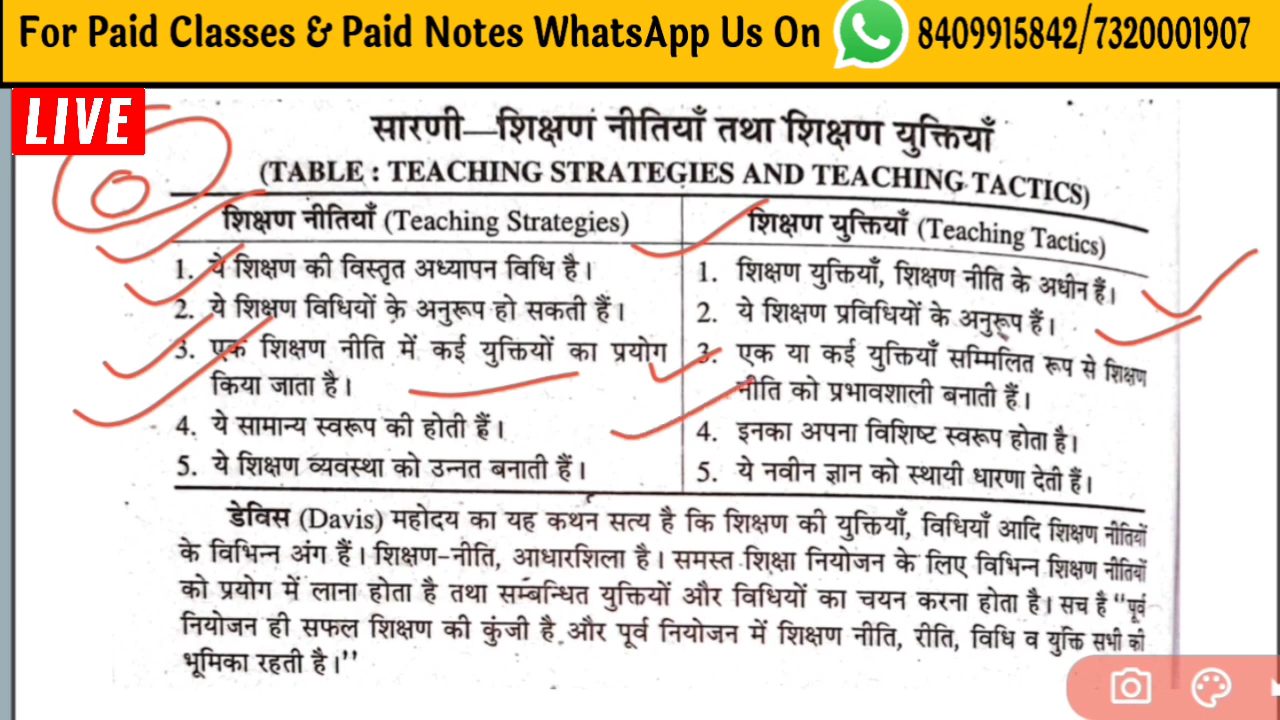 For Paid Classes & Paid Notes WhatsApp Us On 8409915842/7320001907
LIVE
सारणी—शिक्षण नीतियाँ तथा शिक्षण युक्तियाँ
(TABLE : TEACHING STRATEGIES AND TEACHING TACTICS)
शिक्षण नीतियाँ (Teaching Strategies)
1. ये शिक्षण की विस्तृत अध्यापन विधि है।
2. ये शिक्षण विधियों के अनुरूप हो सकती हैं।
3. एक शिक्षण नीति में कई युक्तियों का प्रयोग
किया जाता है।
4. ये सामान्य स्वरूप की होती हैं।
5. ये शिक्षण व्यवस्था को उन्नत बनाती हैं।
शिक्षण युक्तियाँ (Teaching Tactics)
1. शिक्षण युक्तियाँ, शिक्षण नीति के अधीन हैं।
2. ये शिक्षण प्रविधियों के अनुरूप हैं।
3. एक या कई युक्तियाँ सम्मिलित रूप से शिक्षण
नीति को प्रभावशाली बनाती हैं।
4. इनका अपना विशिष्ट स्वरूप होता है।
5. ये नवीन ज्ञान को स्थायी धारणा देती हैं।
डेविस (Davis) महोदय का यह कथन सत्य है कि शिक्षण की युक्तियाँ, विधियाँ आदि शिक्षण नीतियों
के विभिन्न अंग हैं। शिक्षण-नीति, आधारशिला है। समस्त शिक्षा नियोजन के लिए विभिन्न शिक्षण नीतियों
को प्रयोग में लाना होता है तथा सम्बन्धित युक्तियों और विधियों का चयन करना होता है। सच है “पूर्व
नियोजन ही सफल शिक्षण की कुंजी है और पूर्व नियोजन में शिक्षण नीति, रीति, विधि व युक्ति सभी की
भूमिका रहती है।”